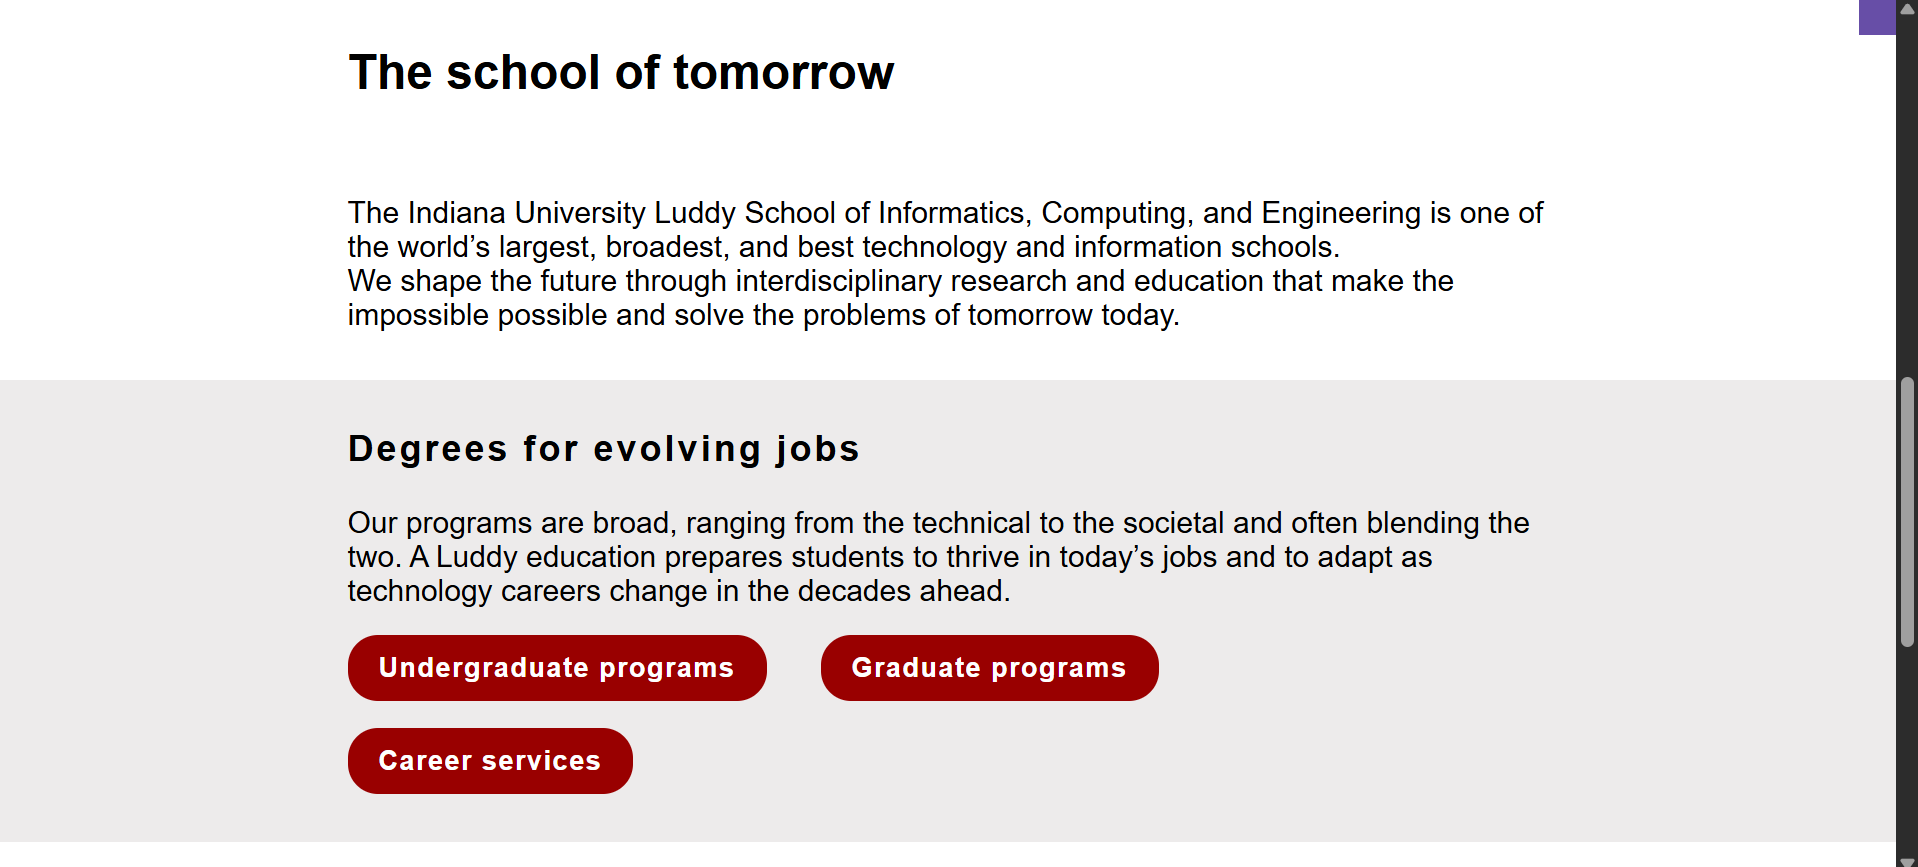 The school of tomorrow
The Indiana University Luddy School of Informatics, Computing, and Engineering is one of
the world’s largest, broadest, and best technology and information schools.
We shape the future through interdisciplinary research and education that make the
impossible possible and solve the problems of tomorrow today.
Degrees for evolving jobs
Our programs are broad, ranging from the technical to the societal and often blending the
two. A Luddy education prepares students to thrive in today’s jobs and to adapt as
technology careers change in the decades ahead.
Undergraduate programs
Graduate programs
Career services